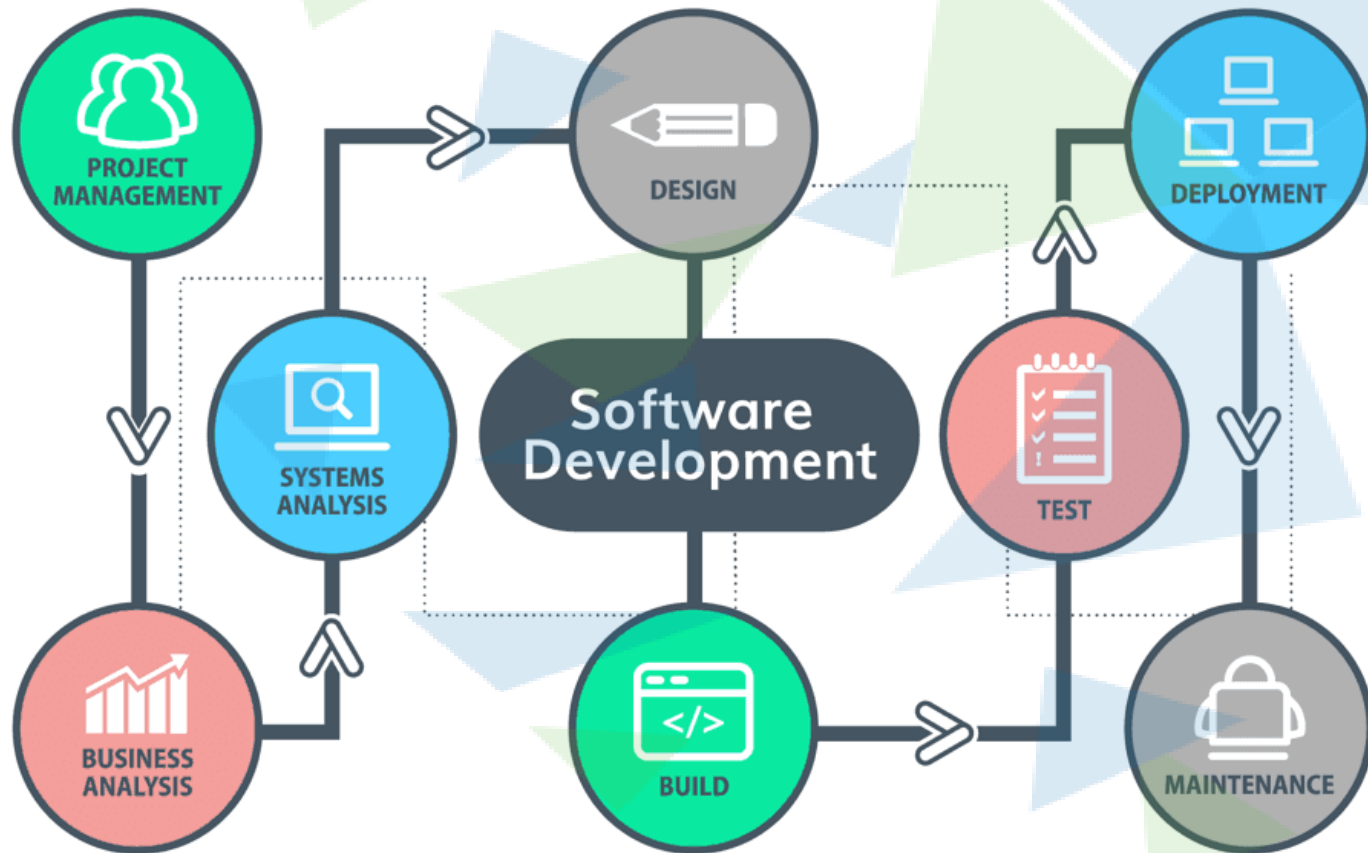 PROJECT
MANAGEMENT
BUSINESS
ANALYSIS
SYSTEMS
ANALYSIS
DESIGN
Software
Development
</>
BUILD
TEST
DEPLOYMENT
MAINTENANCE